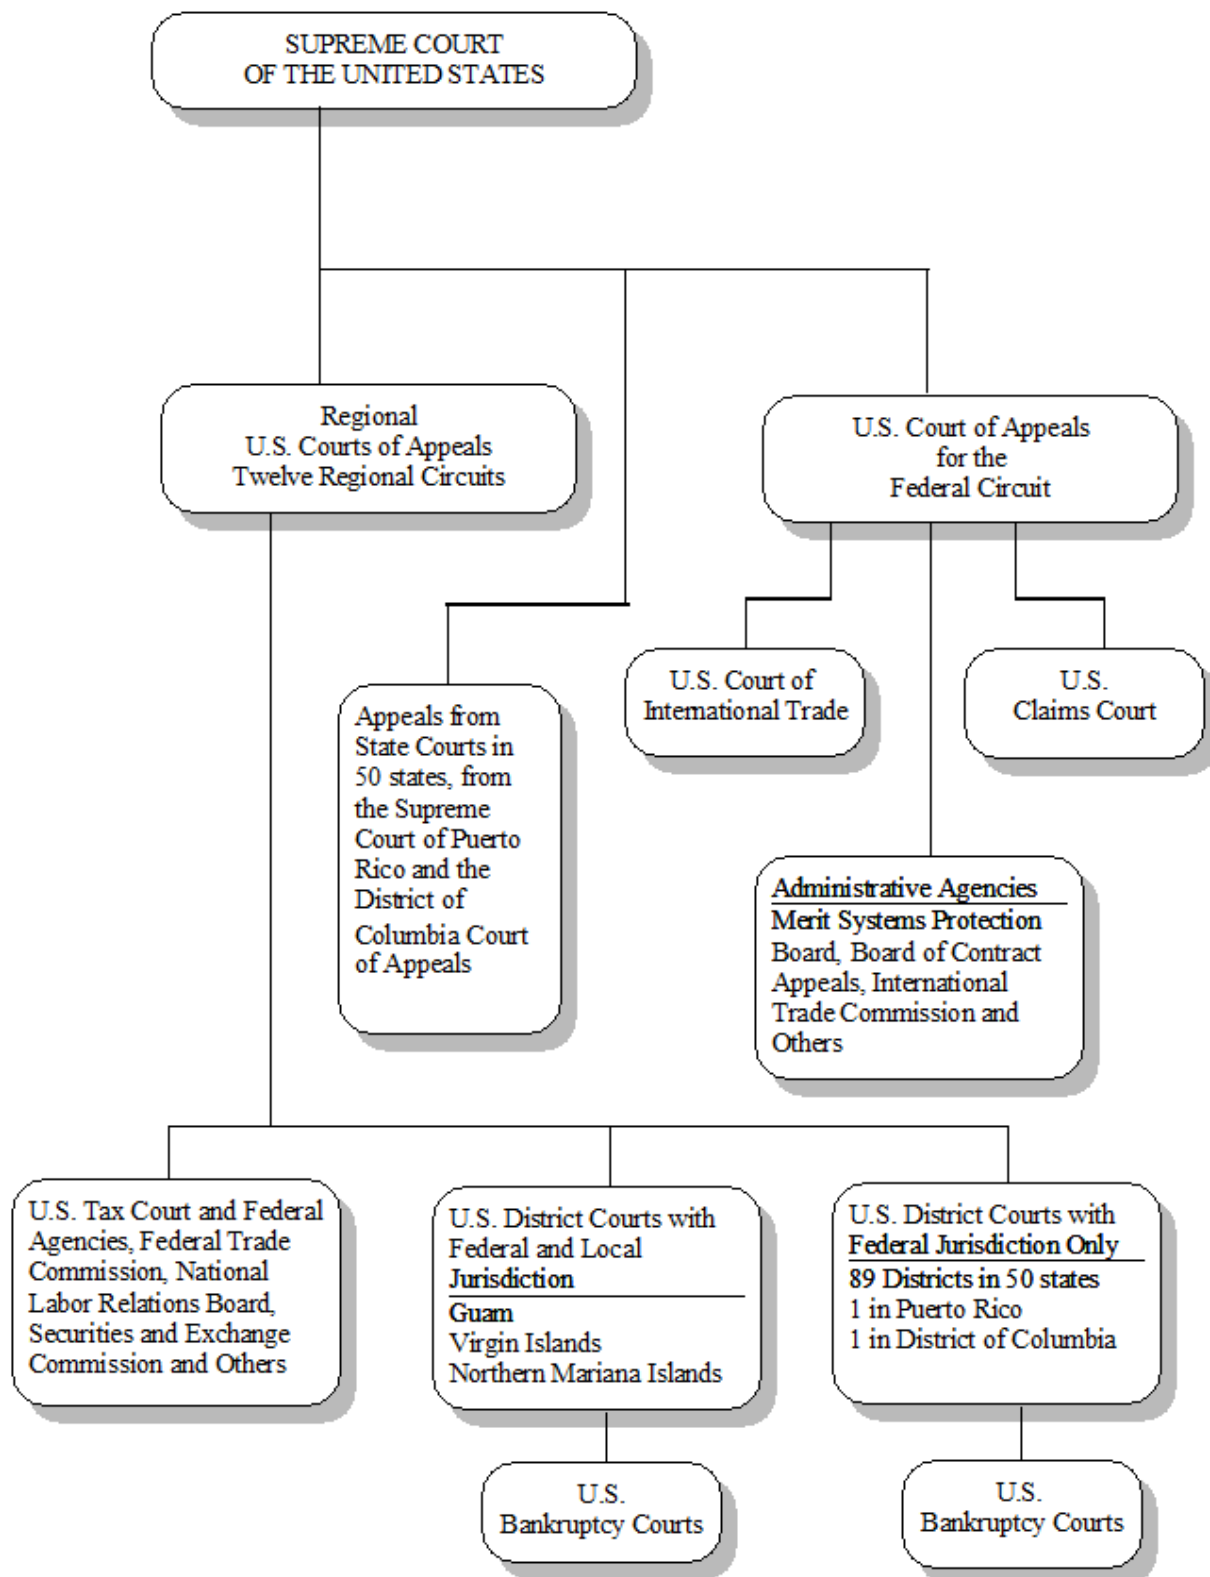 SUPREME COURT
OF THE UNITED STATES
Regional
U.S. Courts of Appeals
Twelve Regional Circuits
U.S. Court of Appeals
for the
Federal Circuit
U.S. Court of
International Trade
U.S.
Claims Court
Appeals from
State Courts in
50 states, from
the Supreme
Court of Puerto
Rico and the
District of
Columbia Court
of Appeals
Administrative Agencies
Merit Systems Protection
Board, Board of Contract
Appeals, International
Trade Commission and
Others
U.S. Tax Court and Federal
Agencies, Federal Trade
Commission, National
Labor Relations Board,
Securities and Exchange
Commission and Others
U.S. District Courts with
Federal and Local
Jurisdiction
Guam
Virgin Islands
Northern Mariana Islands
U.S. District Courts with
Federal Jurisdiction Only
89 Districts in 50 states
1 in Puerto Rico
1 in District of Columbia
U.S.
Bankruptcy Courts
U.S.
Bankruptcy Courts